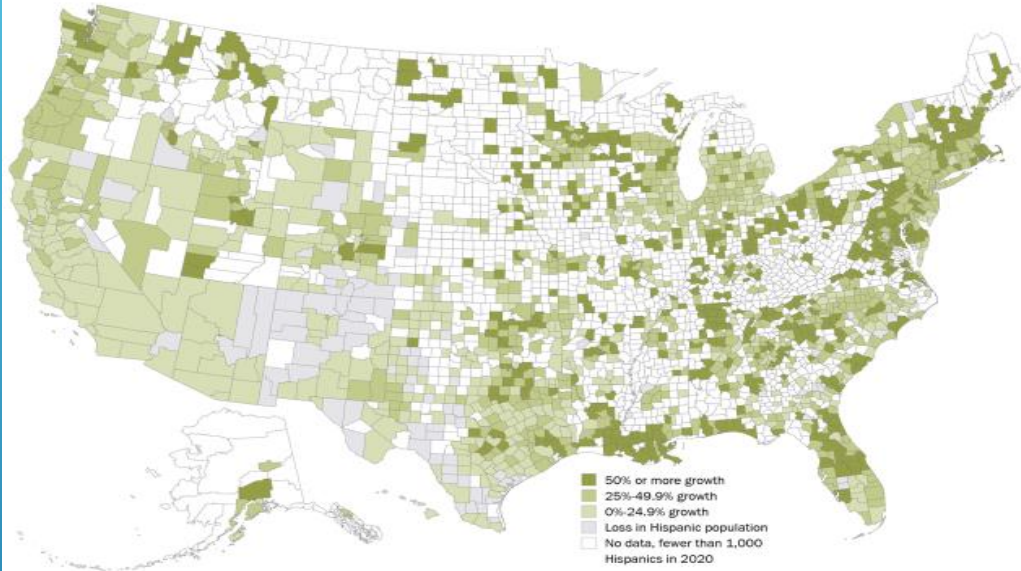 50% or more growth
25%-49.9% growth
0%-24.9% growth
Loss in Hispanic population
No data, fewer than 1,000
Hispanics in 2020